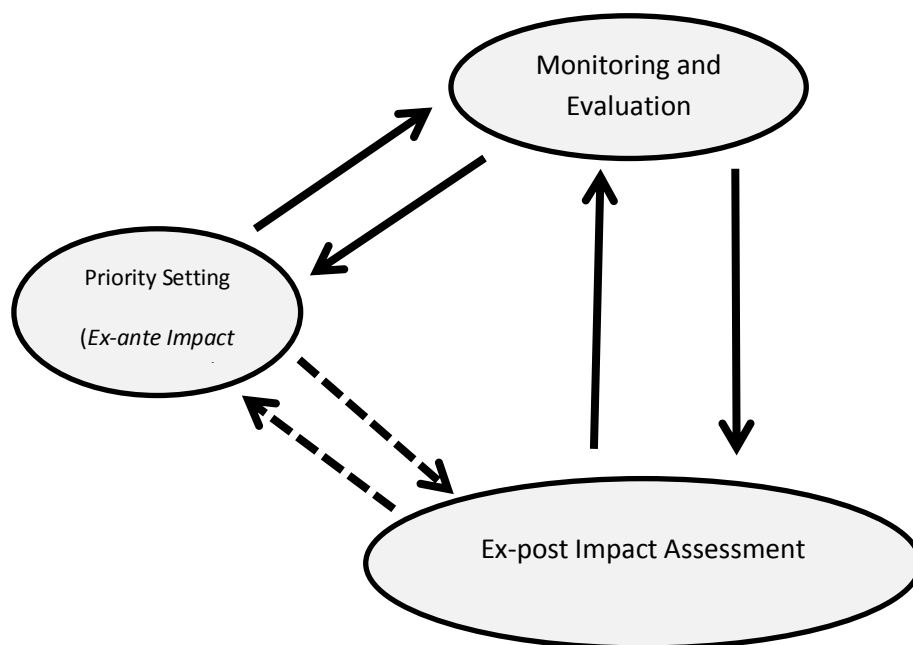 Monitoring and
Evaluation
Priority Setting
(Ex-ante Impact
Ex-post Impact Assessment